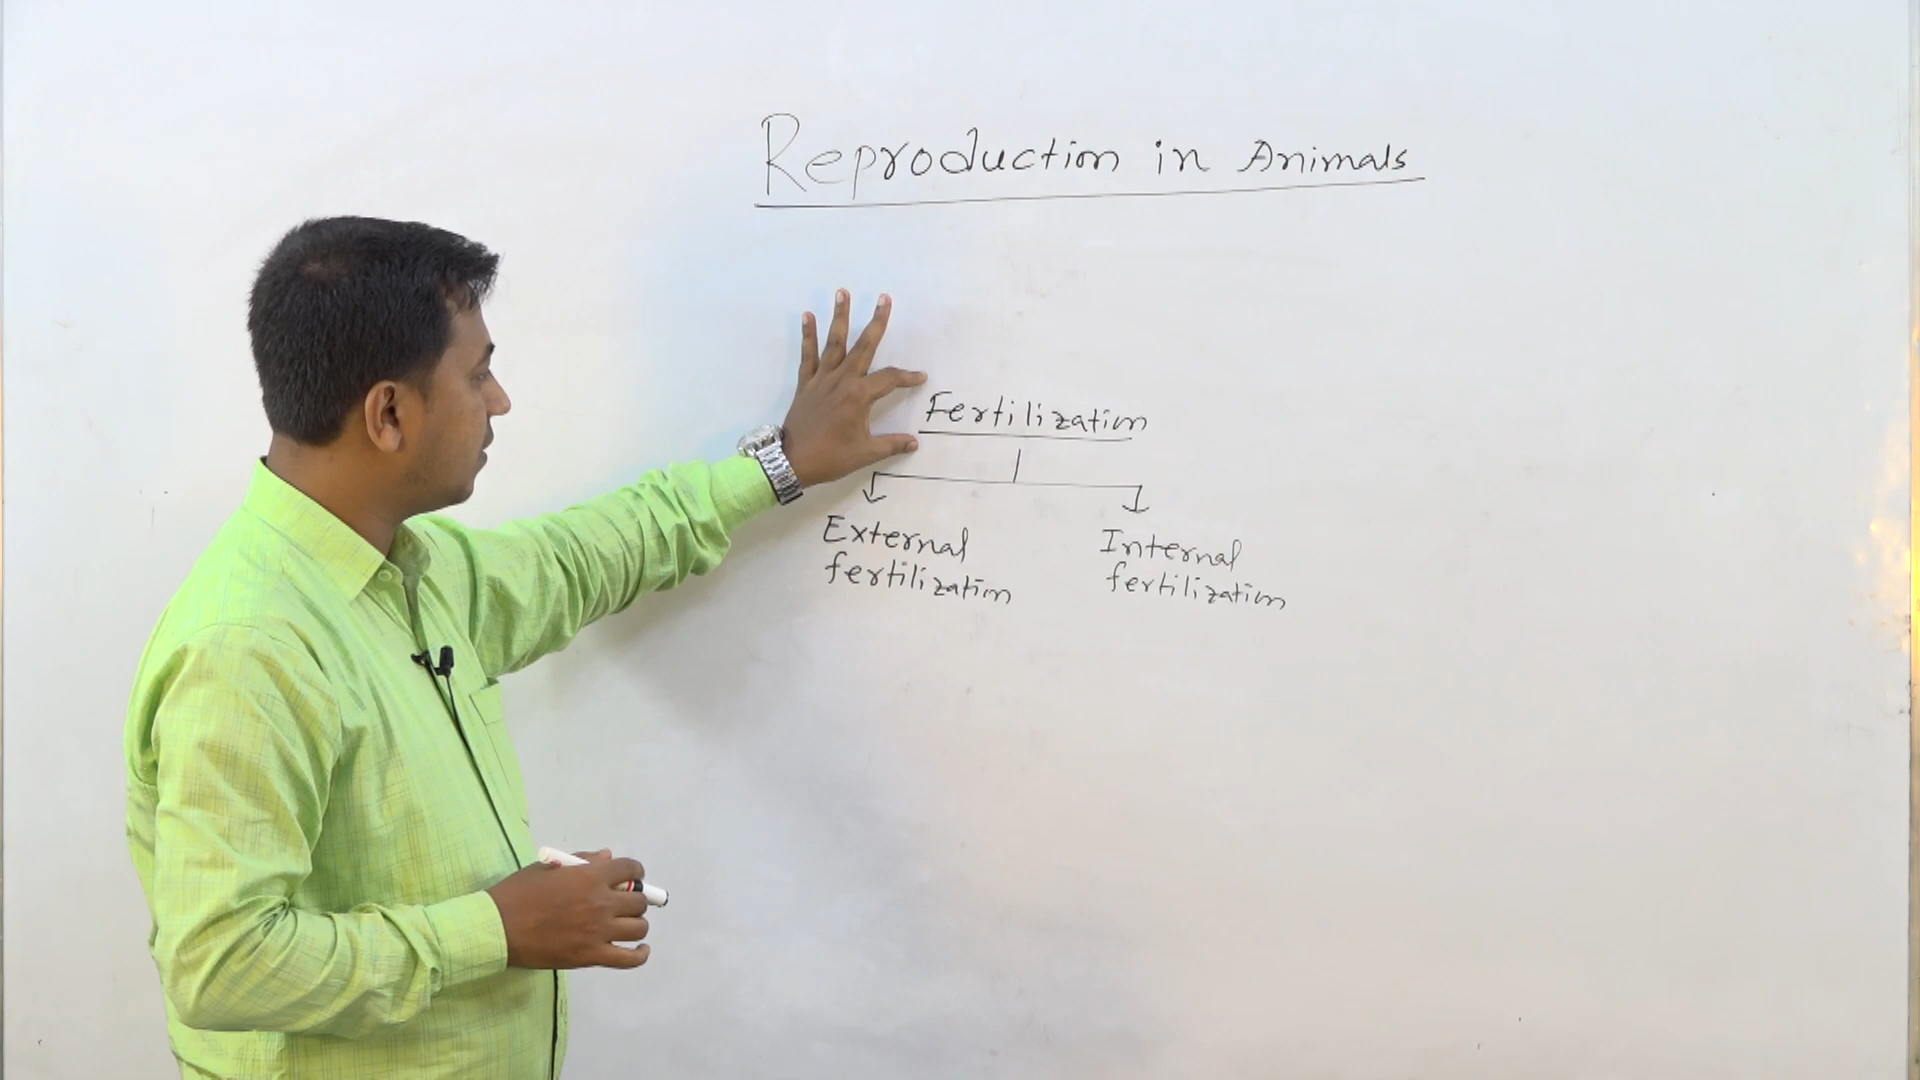 Reproduction in Animals
Fertilization
External
fertilization
Internal
fertilization